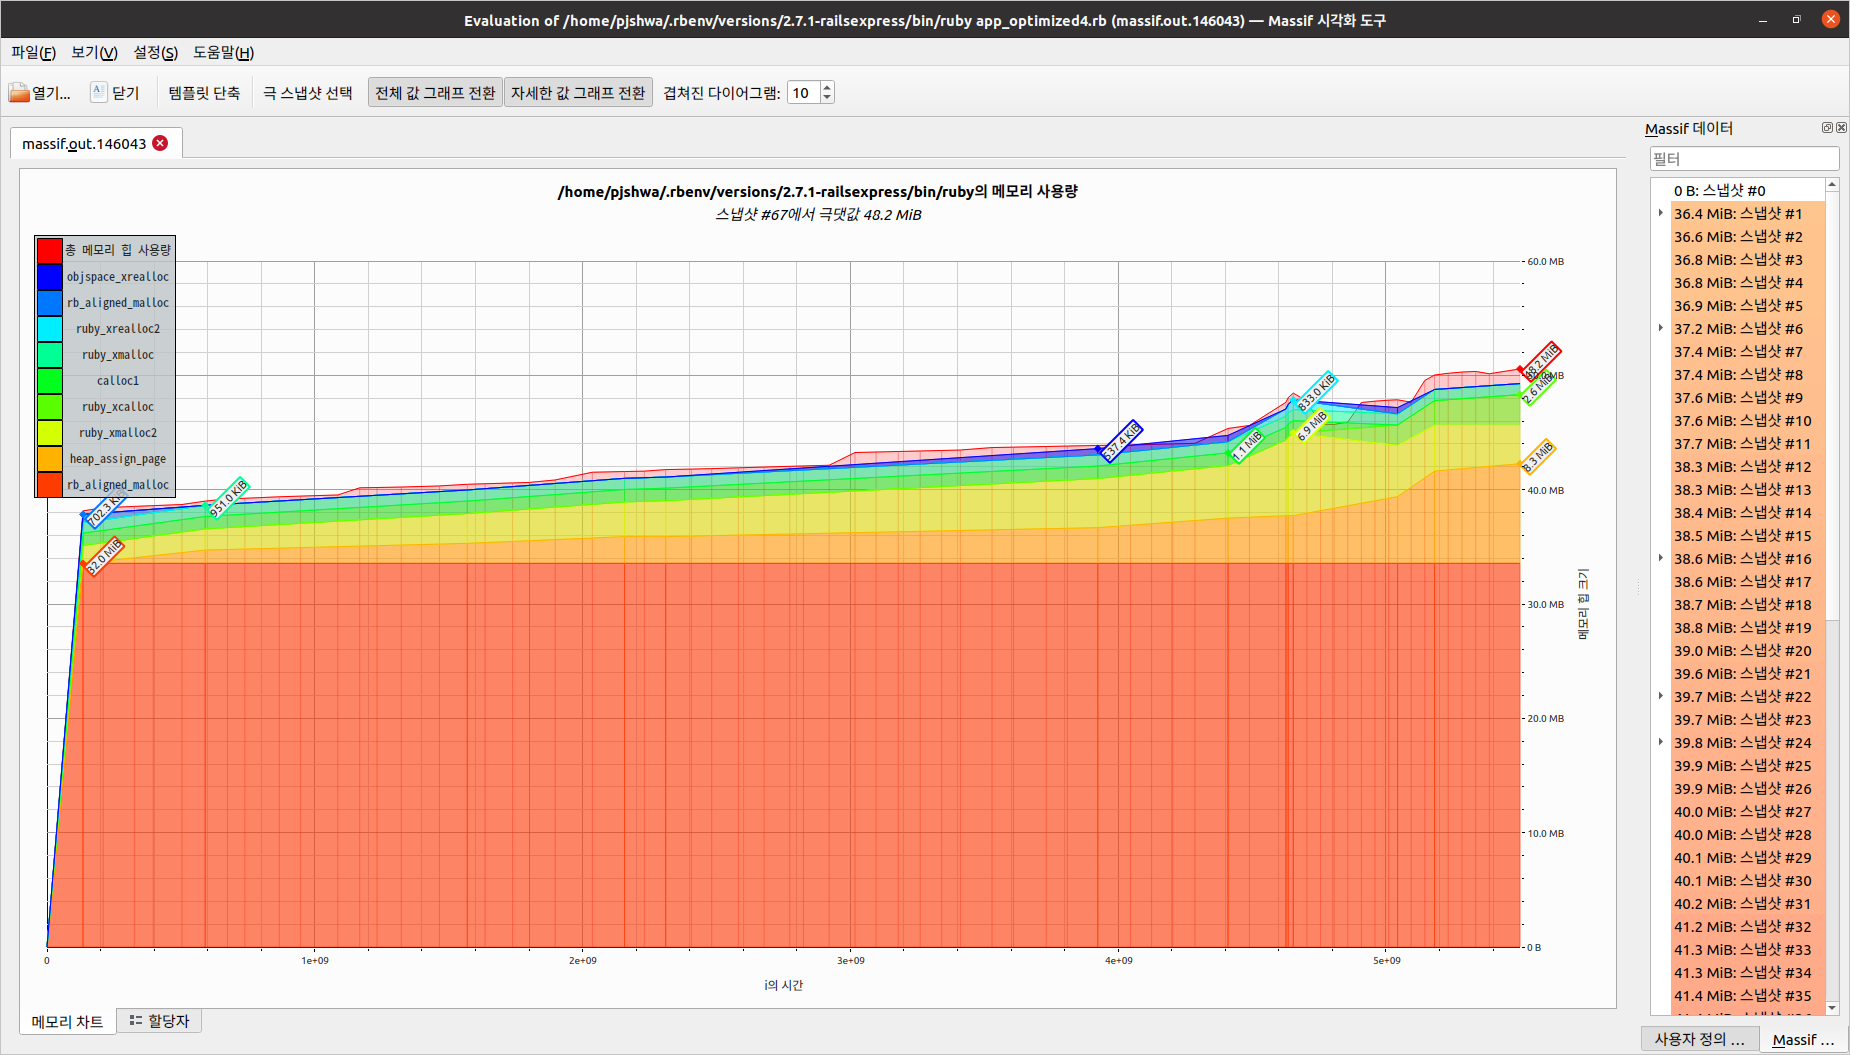 Evaluation of /home/pjshwa/.rbenv/versions/2.7.1-railsexpress/bin/ruby app_optimized4.rb (massif.out.146043) — Massif 시각화 도구
파일(F) 보기(V) 설정(S) 도움말(H)
열기... 닫기 템플릿 단축 극 스냅샷 선택 전체 값 그래프 전환 자세한 값 그래프 전환 겹쳐진 다이어그램: 10
massif.out.146043
/home/pjshwa/.rbenv/versions/2.7.1-railsexpress/bin/ruby의 메모리 사용량
스냅샷 #67에서 극댓값 48.2 MiB
총 메모리 힙 사용량
objspace_xrealloc
rb_aligned_malloc
ruby_xrealloc2
ruby_xmalloc
calloc1
ruby_xcalloc
ruby_xmalloc2
heap_assign_page
rb_aligned_malloc
702.3 KiB
32.0 MiB
951.0 KiB
537.4 KiB
1.1 MiB
833.0 KiB
6.9 MiB
48.2 MiB
2.6 MiB
8.3 MiB
60.0 MB
50.0 MB
40.0 MB
30.0 MB
20.0 MB
10.0 MB
0 B
메모리 힙 크기
0 1e+09 2e+09 3e+09 4e+09 5e+09
i의 시간
메모리 차트 할당자
Massif 데이터
필터
0 B: 스냅샷 #0
36.4 MiB: 스냅샷 #1
36.6 MiB: 스냅샷 #2
36.8 MiB: 스냅샷 #3
36.8 MiB: 스냅샷 #4
36.9 MiB: 스냅샷 #5
37.2 MiB: 스냅샷 #6
37.4 MiB: 스냅샷 #7
37.4 MiB: 스냅샷 #8
37.6 MiB: 스냅샷 #9
37.6 MiB: 스냅샷 #10
37.7 MiB: 스냅샷 #11
38.3 MiB: 스냅샷 #12
38.3 MiB: 스냅샷 #13
38.4 MiB: 스냅샷 #14
38.5 MiB: 스냅샷 #15
38.6 MiB: 스냅샷 #16
38.6 MiB: 스냅샷 #17
38.7 MiB: 스냅샷 #18
38.8 MiB: 스냅샷 #19
39.0 MiB: 스냅샷 #20
39.6 MiB: 스냅샷 #21
39.7 MiB: 스냅샷 #22
39.7 MiB: 스냅샷 #23
39.8 MiB: 스냅샷 #24
39.9 MiB: 스냅샷 #25
39.9 MiB: 스냅샷 #26
40.0 MiB: 스냅샷 #27
40.0 MiB: 스냅샷 #28
40.1 MiB: 스냅샷 #29
40.1 MiB: 스냅샷 #30
40.2 MiB: 스냅샷 #31
41.2 MiB: 스냅샷 #32
41.3 MiB: 스냅샷 #33
41.3 MiB: 스냅샷 #34
41.4 MiB: 스냅샷 #35
사용자 정의 ... Massif ...